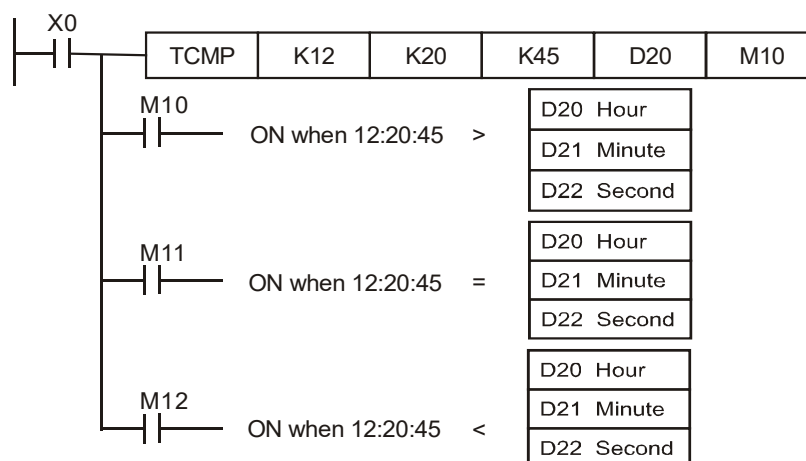 X0
TCMP K12 K20 K45 D20 M10
M10
ON when 12:20:45 >
D20 Hour
D21 Minute
D22 Second
M11
ON when 12:20:45 =
D20 Hour
D21 Minute
D22 Second
M12
ON when 12:20:45 <
D20 Hour
D21 Minute
D22 Second